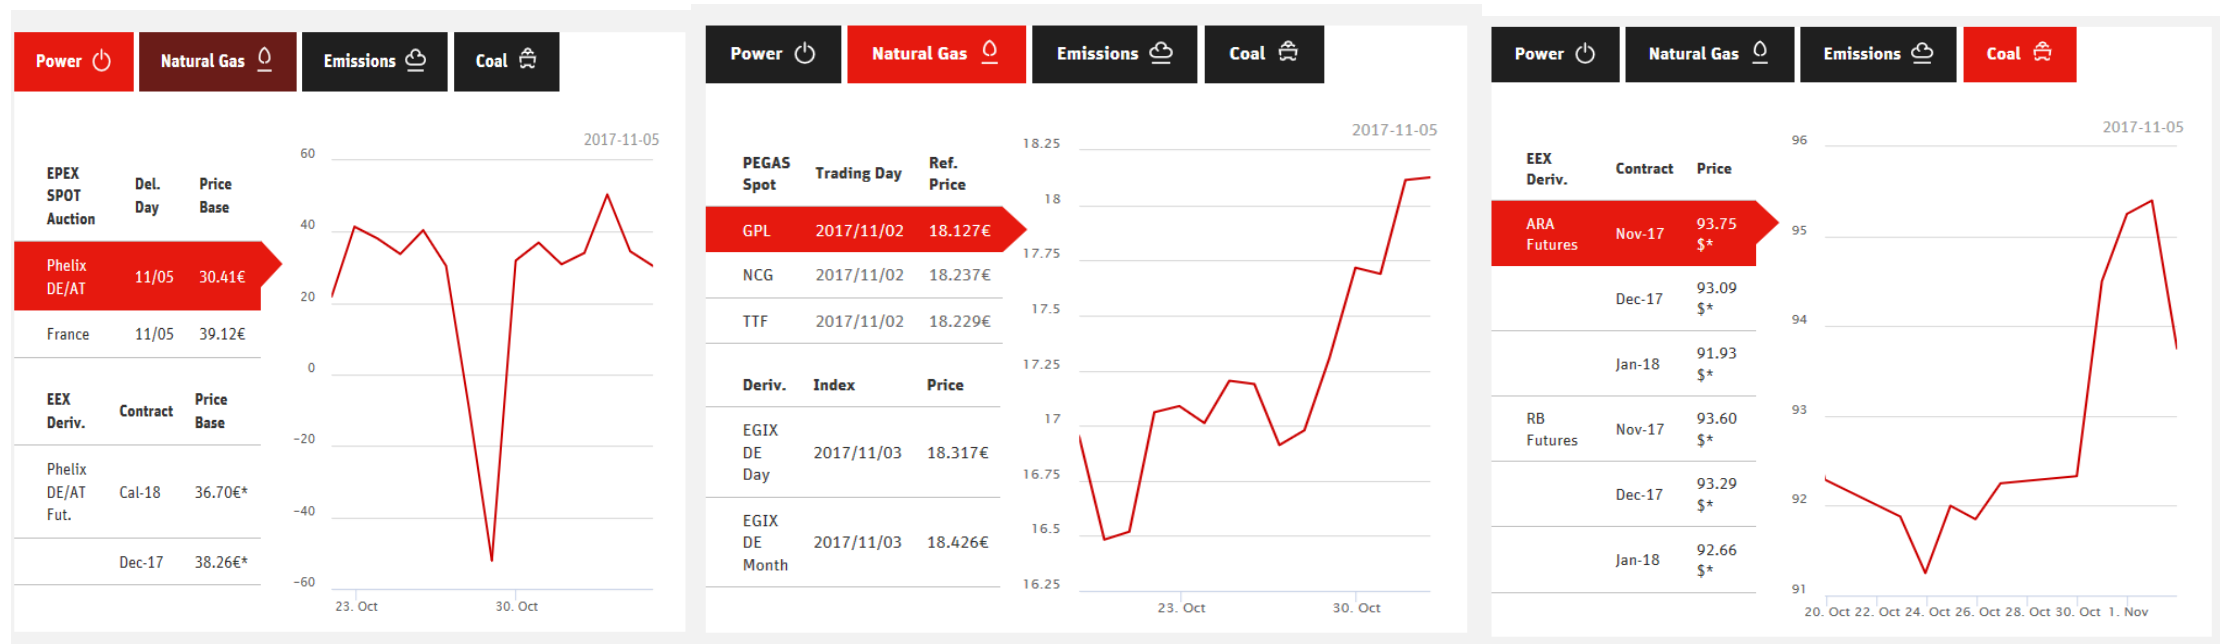 Power
Natural Gas
Emissions
Coal
2017-11-05
EPEX
SPOT
Auction
Del.
Day
Price
Base
Phelix
DE/AT
11/05
30.41€
France
11/05
39.12€
EEX
Deriv.
Contract
Price
Base
Phelix
DE/AT
Fut.
Cal-18
36.70€*
Dec-17
38.26€*
60
40
20
0
-20
-40
-60
23. Oct
30. Oct
Power
Natural Gas
Emissions
Coal
2017-11-05
PEGAS
Spot
Trading Day
Ref.
Price
GPL
2017/11/02
18.127€
NCG
2017/11/02
18.237€
TTF
2017/11/02
18.229€
Deriv.
Index
Price
EGIX
DE
Day
2017/11/03
18.317€
EGIX
DE
Month
2017/11/03
18.426€
18.25
18
17.75
17.5
17.25
17
16.75
16.5
16.25
23. Oct
30. Oct
Power
Natural Gas
Emissions
Coal
2017-11-05
EEX
Deriv.
Contract
Price
ARA
Futures
Nov-17
93.75
$*
Dec-17
93.09
$*
Jan-18
91.93
$*
RB
Futures
Nov-17
93.60
$*
Dec-17
93.29
$*
Jan-18
92.66
$*
96
95
94
93
92
91
20. Oct 22. Oct 24. Oct 26. Oct 28. Oct 30. Oct 1. Nov